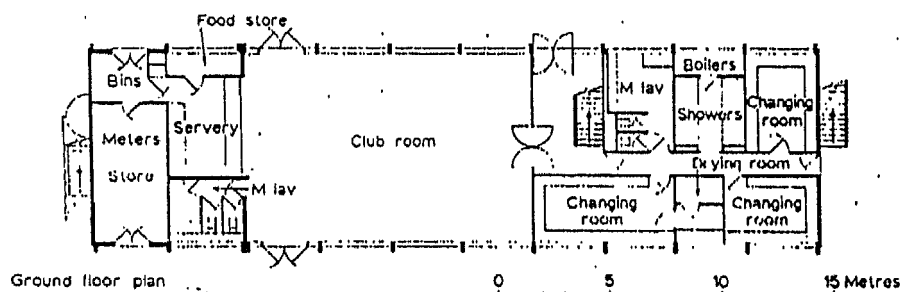 Food store
Bins
Servery
Meters
Store
M lav
Club room
M lav
Boilers
Showers
Changing
room
Drying room
Changing
room
Changing
room
Ground floor plan
0 5 10 15 Metres